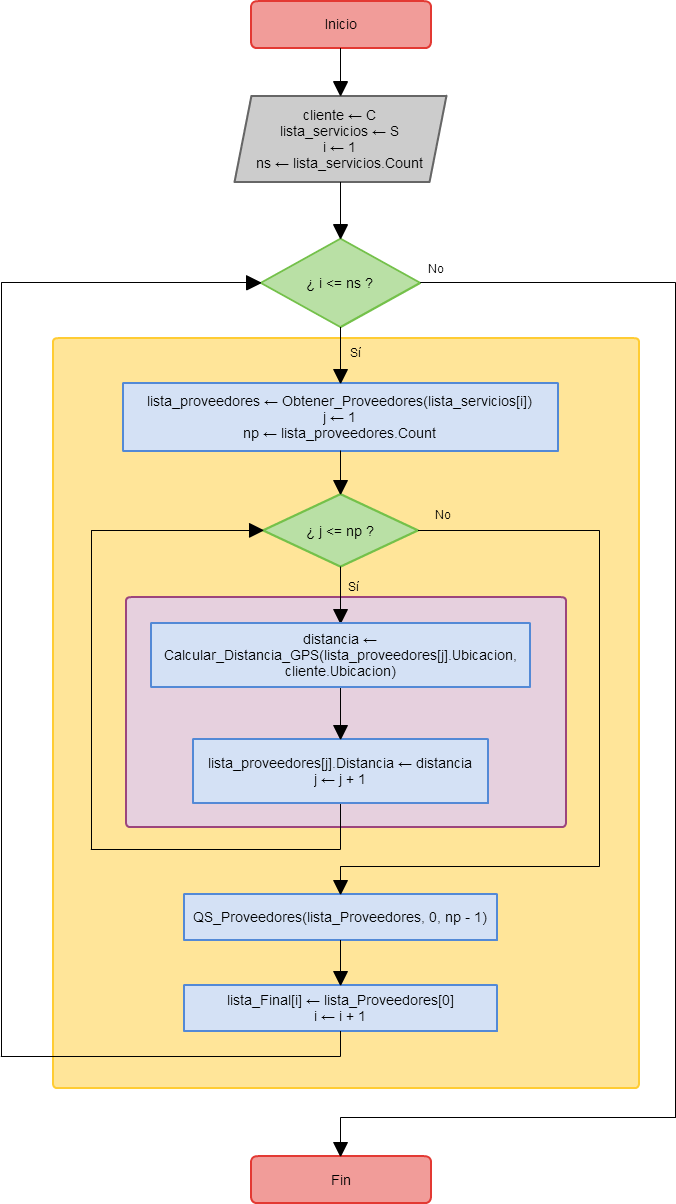 Inicio
cliente ← C
lista_servicios ← S
i ← 1
ns ← lista_servicios.Count
¿ i <= ns ?
No
Sí
lista_proveedores ← Obtener_Proveedores(lista_servicios[i])
j ← 1
np ← lista_proveedores.Count
¿ j <= np ?
No
Sí
distancia ←
Calcular_Distancia_GPS(lista_proveedores[j].Ubicacion,
cliente.Ubicacion)
lista_proveedores[j].Distancia ← distancia
j ← j + 1
QS_Proveedores(lista_Proveedores, 0, np - 1)
lista_Final[i] ← lista_Proveedores[0]
i ← i + 1
Fin